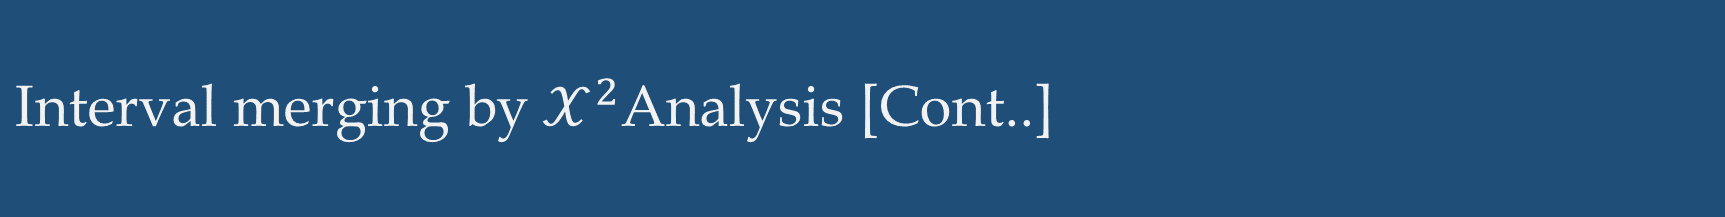 Interval merging by 𝒳²Analysis [Cont..]